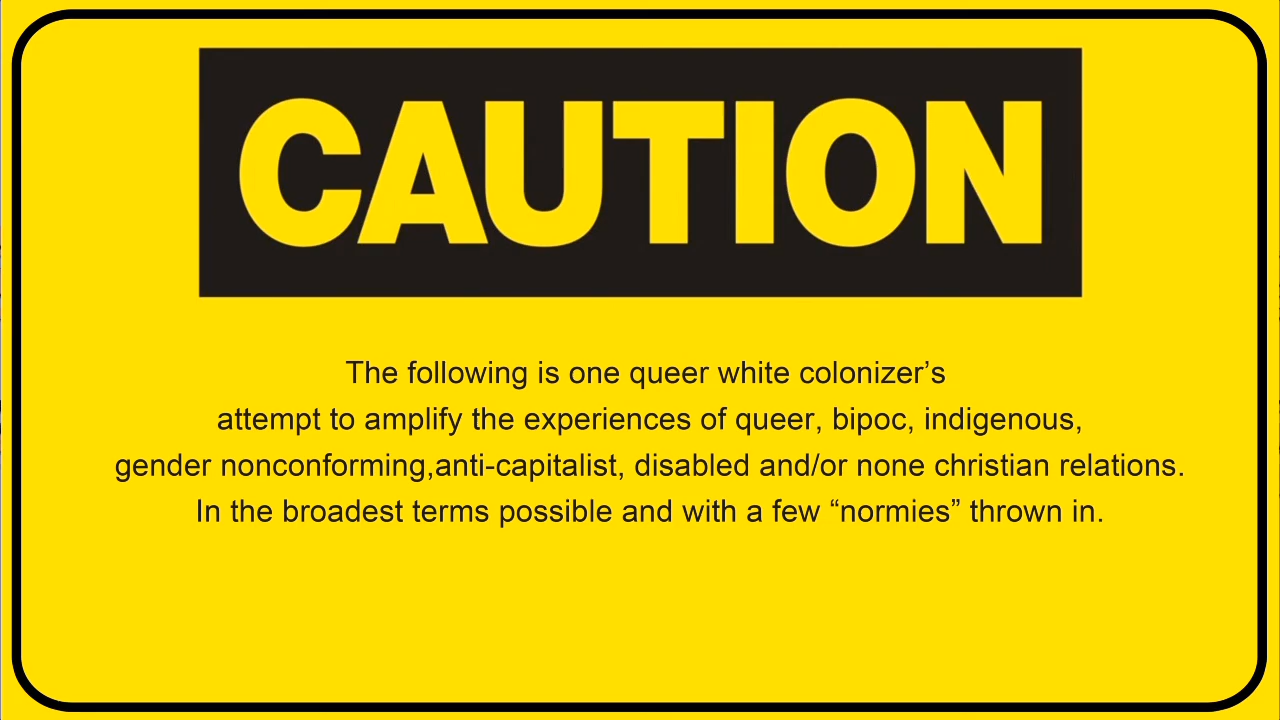 CAUTION
The following is one queer white colonizer’s
attempt to amplify the experiences of queer, bipoc, indigenous,
gender nonconforming,anti-capitalist, disabled and/or none christian relations.
In the broadest terms possible and with a few “normies” thrown in.